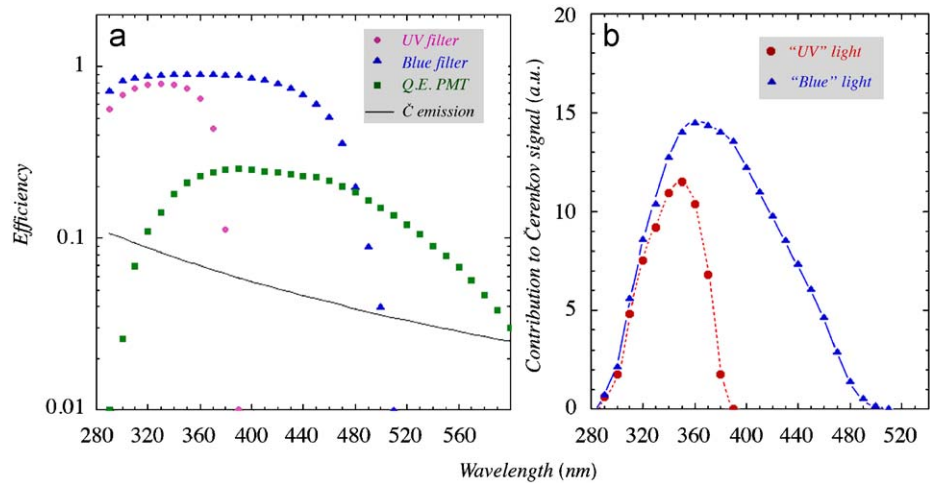 a
UV filter
Blue filter
Q.E. PMT
Č emission
Efficiency
1
0.1
0.01
280 320 360 400 440 480 520 560
b
"UV" light
"Blue" light
Contribution to Čerenkov signal (a.u.)
20
15
10
5
0
280 320 360 400 440 480 520
Wavelength (nm)